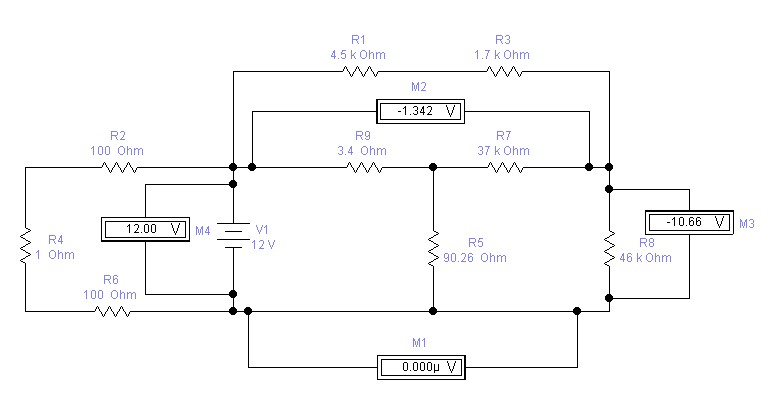 R1
4.5 k Ohm
R3
1.7 k Ohm
M2
-1.342 V
R2
100 Ohm
R9
3.4 Ohm
R7
37 k Ohm
12.00 V
M4
V1
12 V
-10.66 V
M3
R4
1 Ohm
R5
90.26 Ohm
R8
46 k Ohm
R6
100 Ohm
M1
0.000µ V